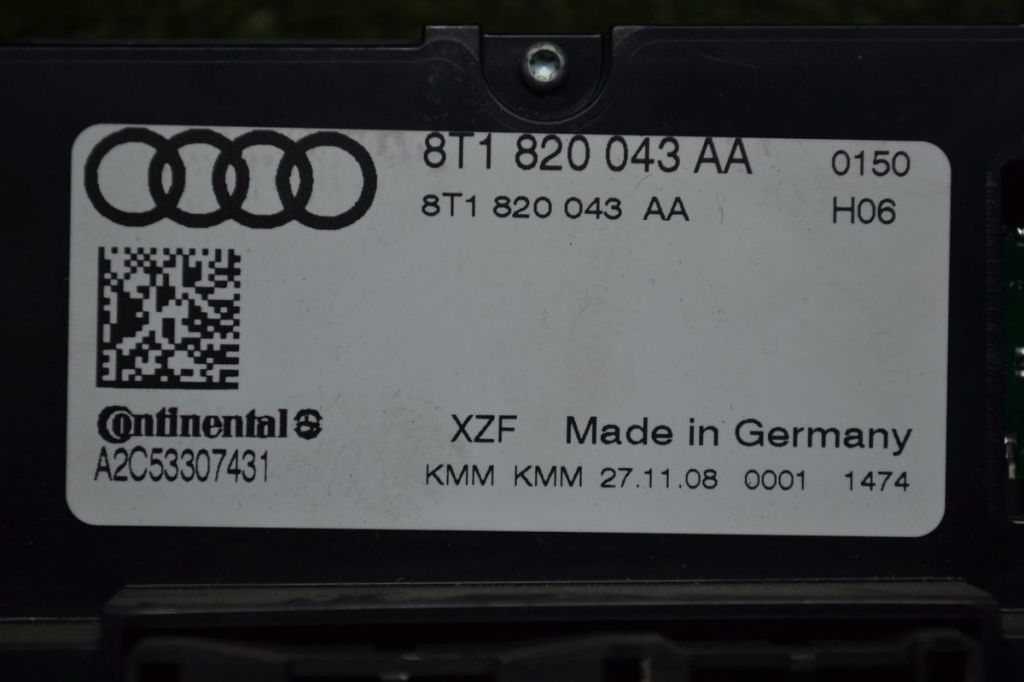 8T1 820 043 AA 0150
8T1 820 043 AA H06
Continental
A2C53307431
XZF Made in Germany
KMM KMM 27.11.08 0001 1474